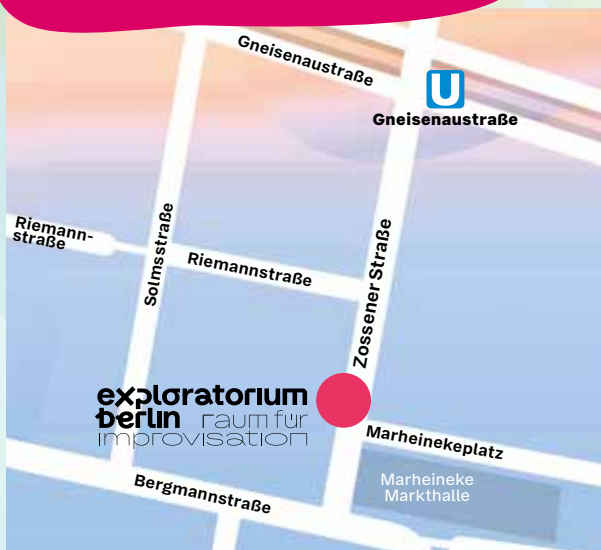 Gneisenaustraße
U
Gneisenaustraße
Riemann-
straße
Solmsstraße
Riemannstraße
Zossener Straße
exploratorium
berlin raum für
improvisation
Marheinekeplatz
Marheineke
Markthalle
Bergmannstraße